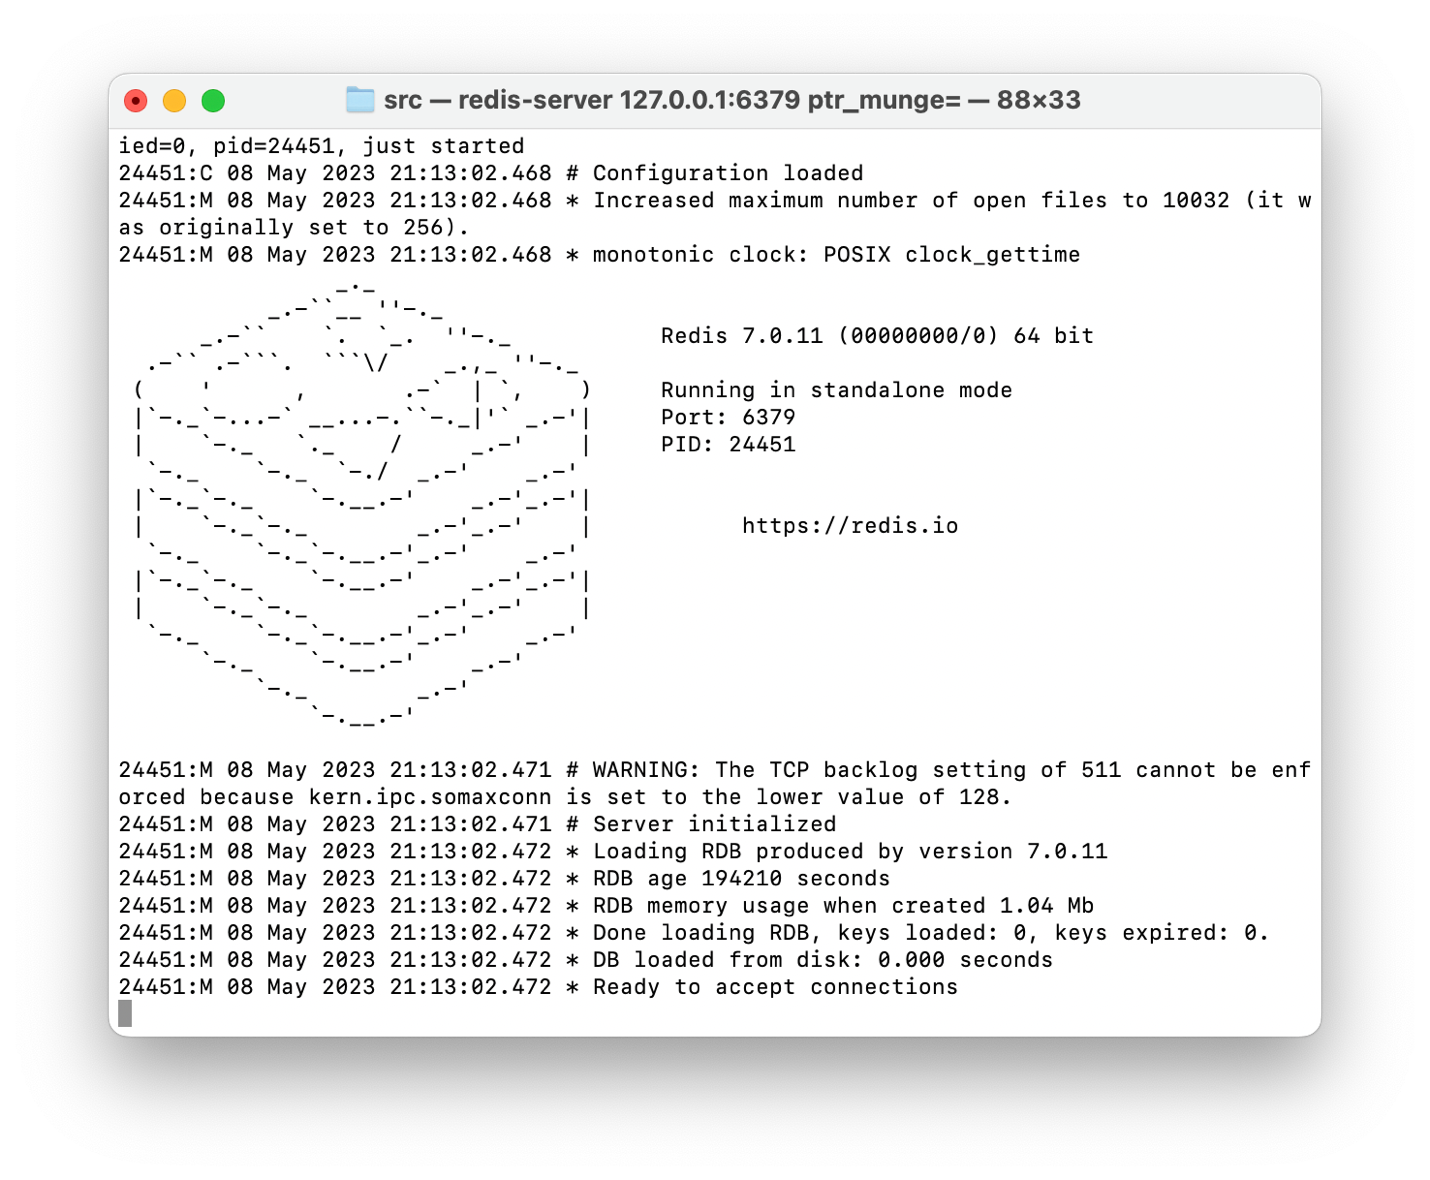 src — redis-server 127.0.0.1:6379 ptr_munge= — 88×33
ied=0, pid=24451, just started
24451:C 08 May 2023 21:13:02.468 # Configuration loaded
24451:M 08 May 2023 21:13:02.468 * Increased maximum number of open files to 10032 (it w
as originally set to 256).
24451:M 08 May 2023 21:13:02.468 * monotonic clock: POSIX clock_gettime
Redis 7.0.11 (00000000/0) 64 bit
Running in standalone mode
Port: 6379
PID: 24451
https://redis.io
24451:M 08 May 2023 21:13:02.471 # WARNING: The TCP backlog setting of 511 cannot be enf
orced because kern.ipc.somaxconn is set to the lower value of 128.
24451:M 08 May 2023 21:13:02.471 # Server initialized
24451:M 08 May 2023 21:13:02.472 * Loading RDB produced by version 7.0.11
24451:M 08 May 2023 21:13:02.472 * RDB age 194210 seconds
24451:M 08 May 2023 21:13:02.472 * RDB memory usage when created 1.04 Mb
24451:M 08 May 2023 21:13:02.472 * Done loading RDB, keys loaded: 0, keys expired: 0.
24451:M 08 May 2023 21:13:02.472 * DB loaded from disk: 0.000 seconds
24451:M 08 May 2023 21:13:02.472 * Ready to accept connections